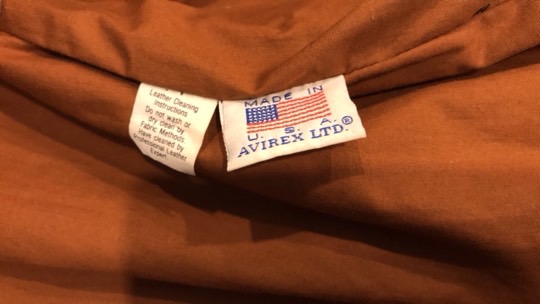 Leather Cleaning
Instructions
Do not wash or
dry clean by
Fabric Methods
Have cleaned by
Professional Leather
Expert
MADE IN
U. S. A.
AVIREX LTD.®